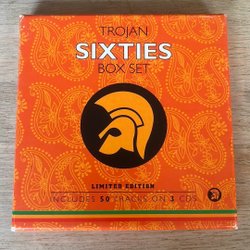 TROJAN
SIXTIES
BOX SET
LIMITED EDITION
INCLUDES 50 TRACKS ON 3 CDS